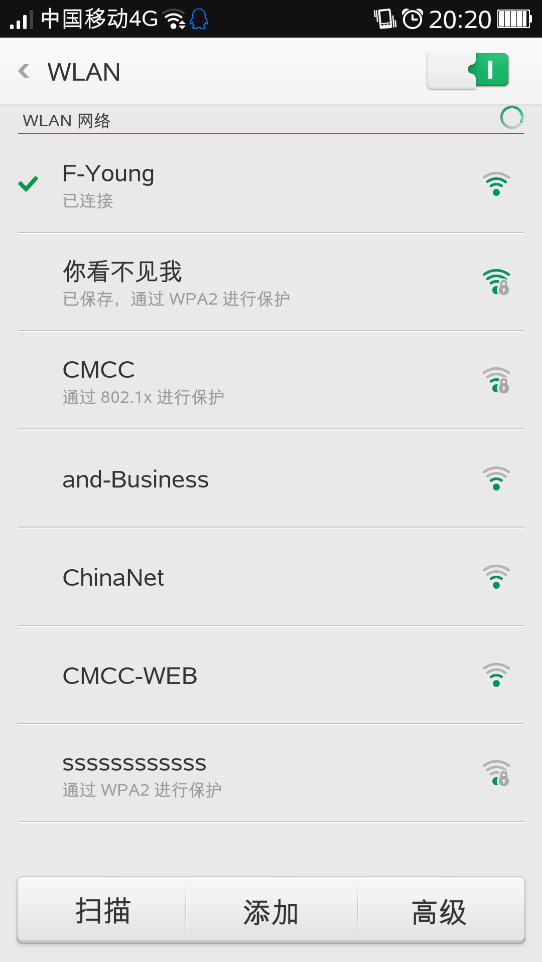 中国移动4G 20:20
WLAN
WLAN 网络
F-Young
已连接
你看不见我
已保存，通过 WPA2 进行保护
CMCC
通过 802.1x 进行保护
and-Business
ChinaNet
CMCC-WEB
ssssssssssss
通过 WPA2 进行保护
扫描 添加 高级